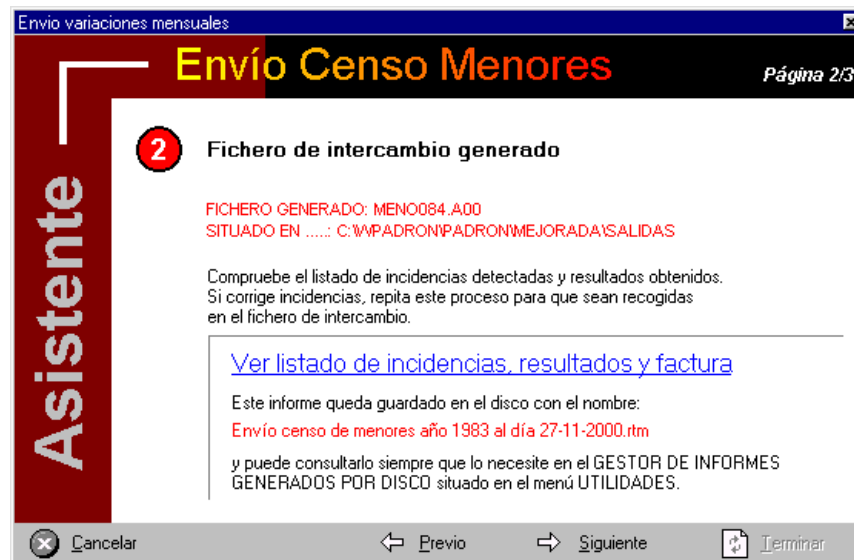 Envio variaciones mensuales
Envío Censo Menores
Página 2/3
Asistente
2
Fichero de intercambio generado
FICHERO GENERADO: MENO084.A00
SITUADO EN .....: C:\WPADRON\PADRON\MEJORADA\SALIDAS
Compruebe el listado de incidencias detectadas y resultados obtenidos.
Si corrige incidencias, repita este proceso para que sean recogidas
en el fichero de intercambio.
Ver listado de incidencias, resultados y factura
Este informe queda guardado en el disco con el nombre:
Envío censo de menores año 1983 al día 27-11-2000.rtm
y puede consultarlo siempre que lo necesite en el GESTOR DE INFORMES
GENERADOS POR DISCO situado en el menú UTILIDADES.
Cancelar
Previo
Siguiente
Terminar